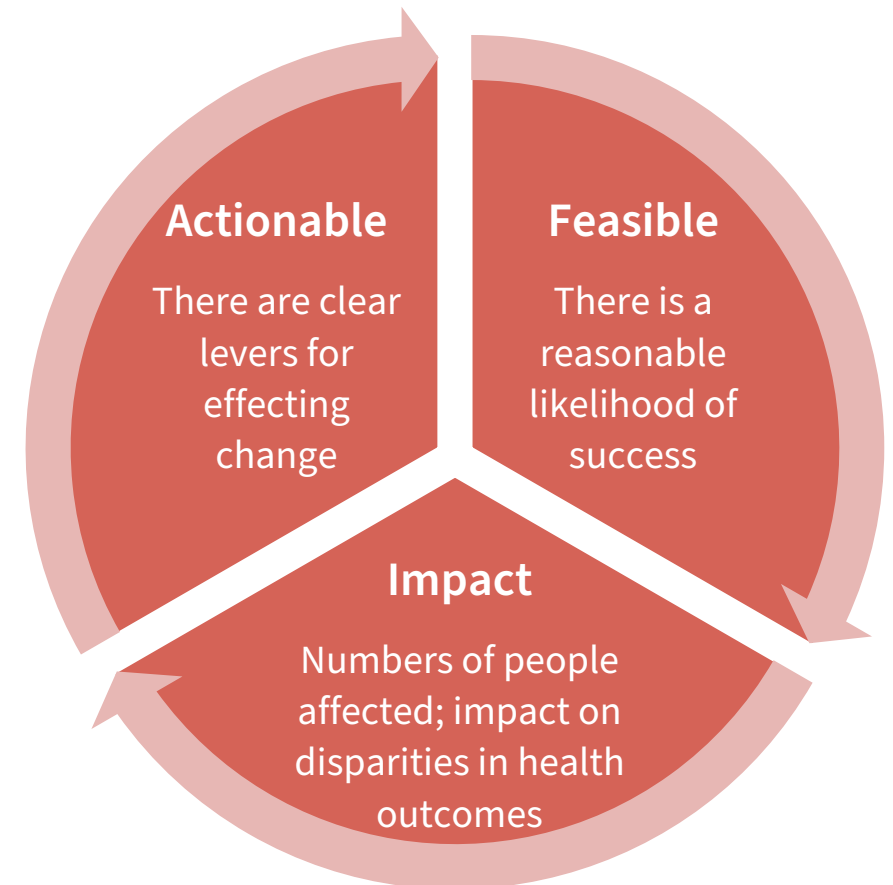 Actionable
There are clear
levers for
effecting
change
Feasible
There is a
reasonable
likelihood of
success
Impact
Numbers of people
affected; impact on
disparities in health
outcomes